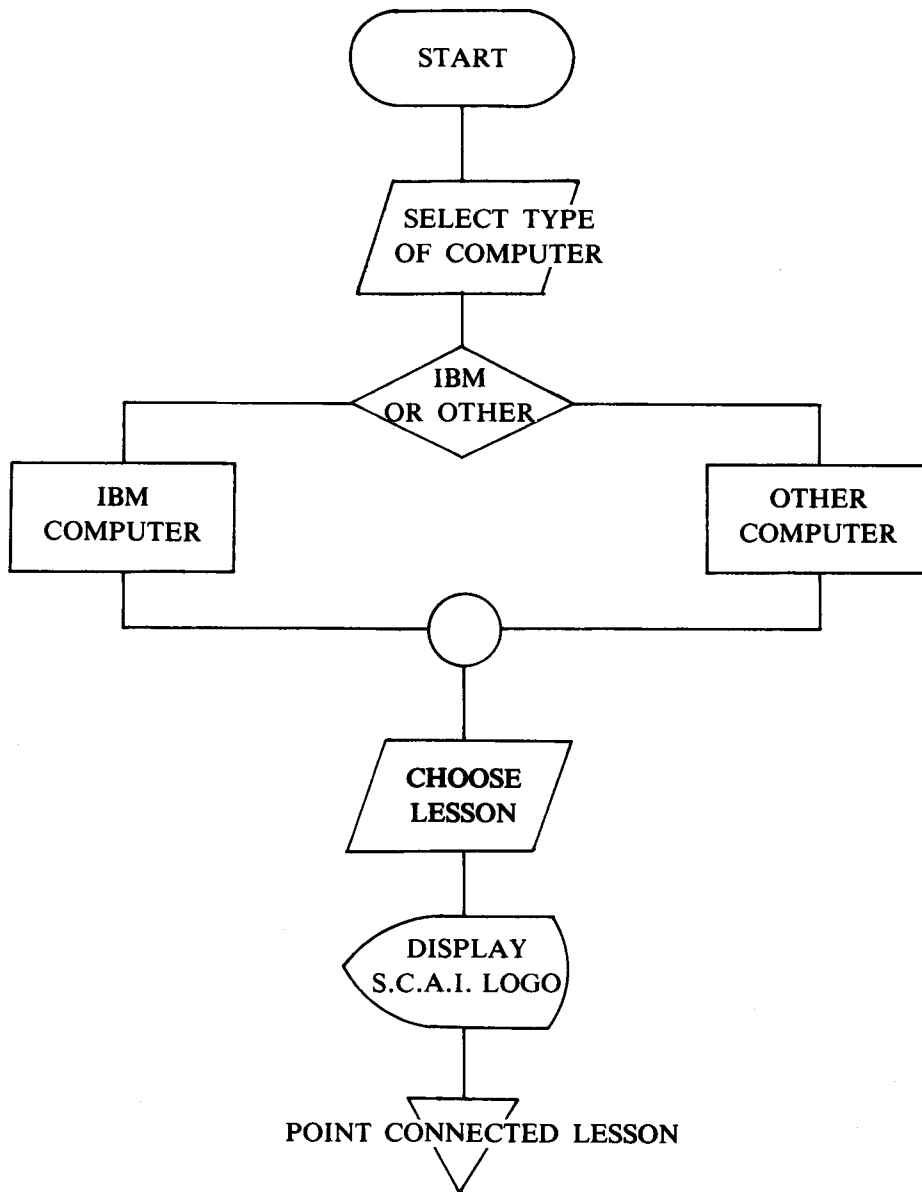 START
SELECT TYPE
OF COMPUTER
IBM
OR OTHER
IBM
COMPUTER
OTHER
COMPUTER
CHOOSE
LESSON
DISPLAY
S.C.A.I. LOGO
POINT CONNECTED LESSON